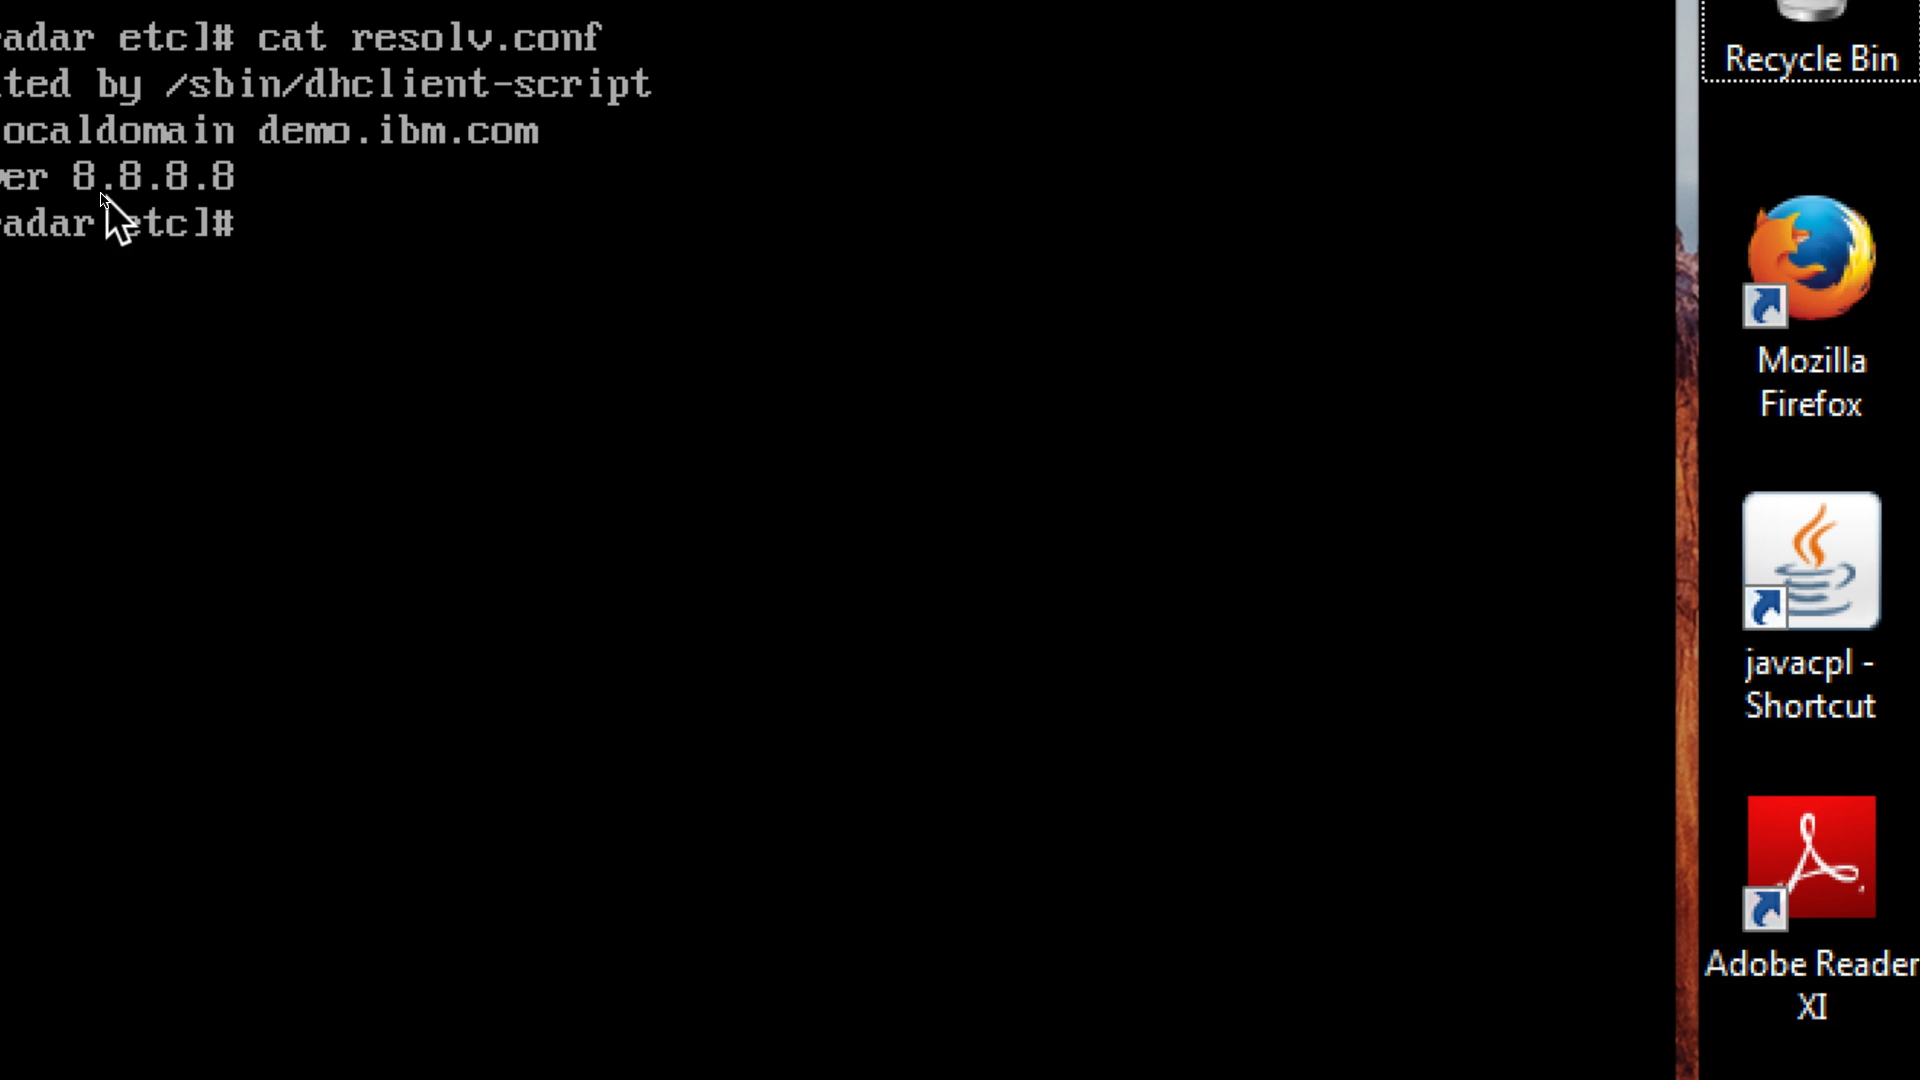 adar etc]# cat resolv.conf
ted by /sbin/dhclient-script
ocaldomain demo.ibm.com
er 8.8.8.8
adar etc]#
Recycle Bin
Mozilla
Firefox
javacpl -
Shortcut
Adobe Reader
XI